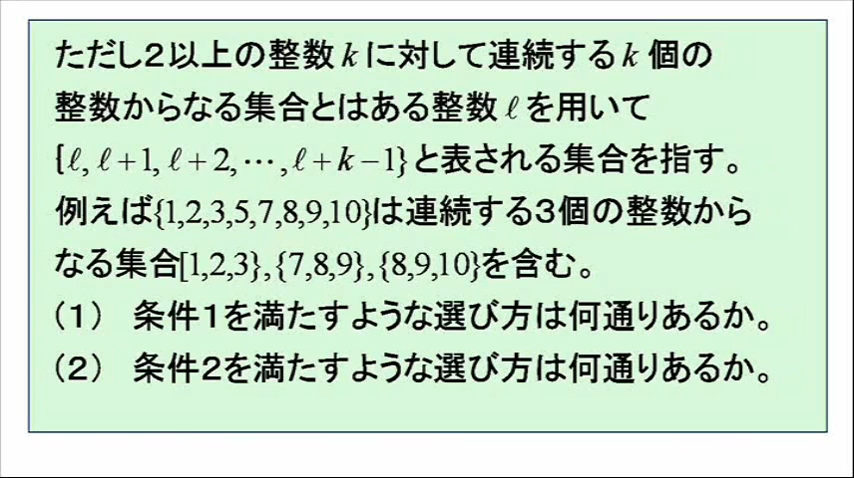 ただし２以上の整数 k に対して連続する k 個の
整数からなる集合とはある整数 ℓ を用いて
{ℓ, ℓ+1, ℓ+2, ⋯, ℓ+k−1} と表される集合を指す。
例えば{1,2,3,5,7,8,9,10}は連続する３個の整数から
なる集合[1,2,3},{7,8,9},{8,9,10}を含む。
（１）　条件１を満たすような選び方は何通りあるか。
（２）　条件２を満たすような選び方は何通りあるか。